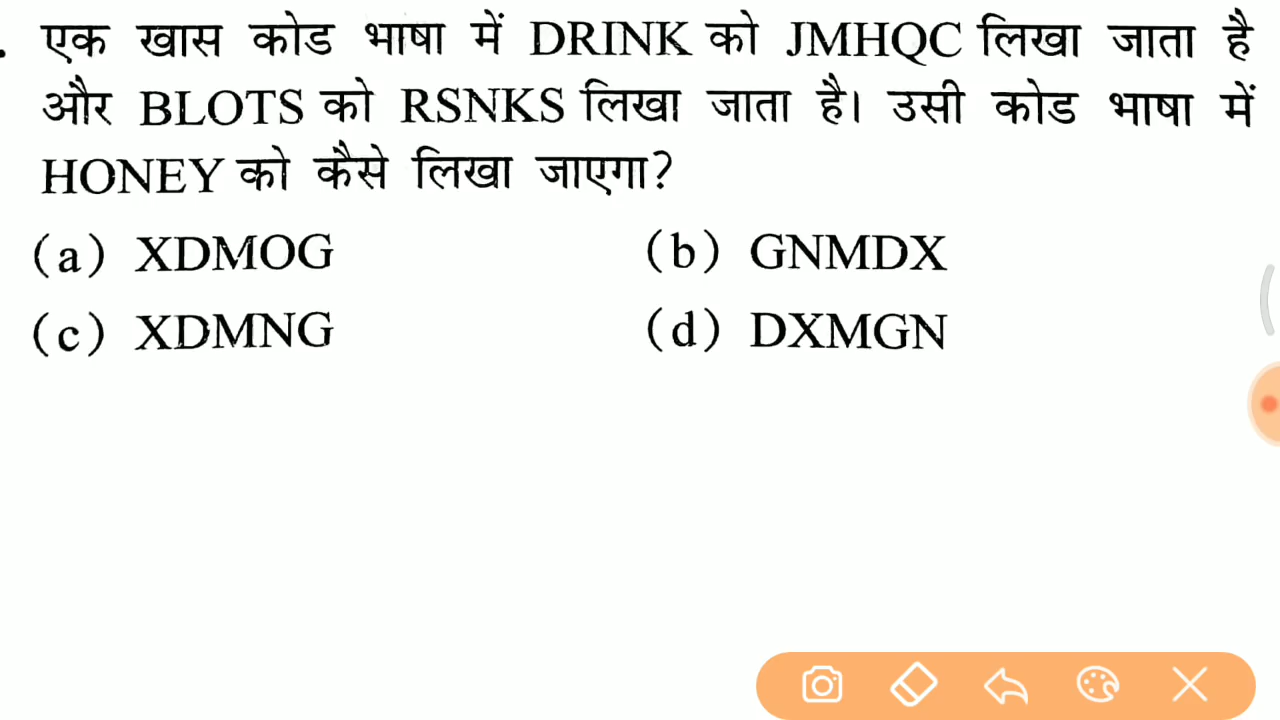 . एक खास कोड भाषा में DRINK को JMHQC लिखा जाता है
और BLOTS को RSNKS लिखा जाता है। उसी कोड भाषा में
HONEY को कैसे लिखा जाएगा?
(a) XDMOG (b) GNMDX
(c) XDMNG (d) DXMGN